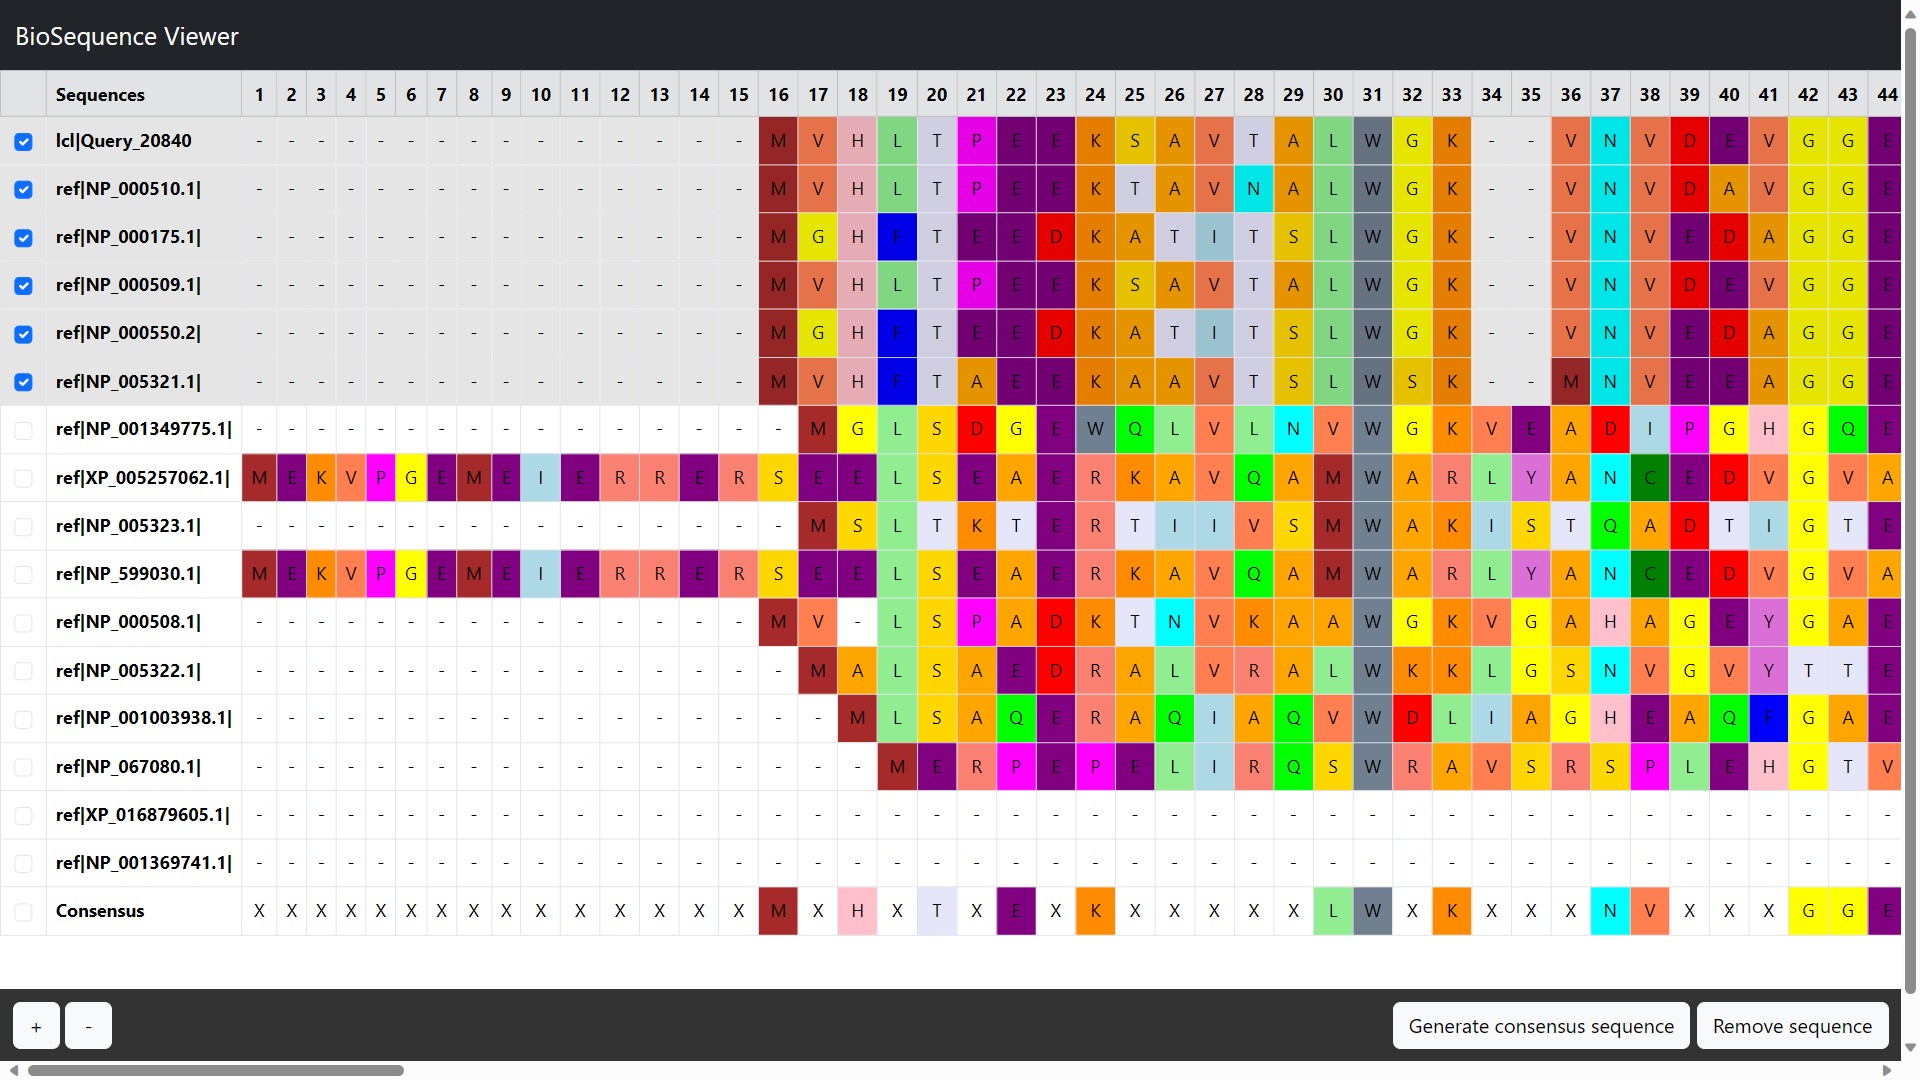 BioSequence Viewer
Sequences 1 2 3 4 5 6 7 8 9 10 11 12 13 14 15 16 17 18 19 20 21 22 23 24 25 26 27 28 29 30 31 32 33 34 35 36 37 38 39 40 41 42 43 44
lcl|Query_20840 - - - - - - - - - - - - - - - M V H L T P E E K S A V T A L W G K - - V N V D E V G G E
ref|NP_000510.1| - - - - - - - - - - - - - - - M V H L T P E E K T A V N A L W G K - - V N V D A V G G E
ref|NP_000175.1| - - - - - - - - - - - - - - - M G H F T E E D K A T I T S L W G K - - V N V E D A G G E
ref|NP_000509.1| - - - - - - - - - - - - - - - M V H L T P E E K S A V T A L W G K - - V N V D E V G G E
ref|NP_000550.2| - - - - - - - - - - - - - - - M G H F T E E D K A T I T S L W G K - - V N V E D A G G E
ref|NP_005321.1| - - - - - - - - - - - - - - - M V H F T A E E K A A V T S L W S K - - M N V E E A G G E
ref|NP_001349775.1| - - - - - - - - - - - - - - - - M G L S D G E W Q L V L N V W G K V E A D I P G H G Q E
ref|XP_005257062.1| M E K V P G E M E I E R R E R S E E L S E A E R K A V Q A M W A R L Y A N C E D V G V A
ref|NP_005323.1| - - - - - - - - - - - - - - - - M S L T K T E R T I I V S M W A K I S T Q A D T I G T E
ref|NP_599030.1| M E K V P G E M E I E R R E R S E E L S E A E R K A V Q A M W A R L Y A N C E D V G V A
ref|NP_000508.1| - - - - - - - - - - - - - - - M V - L S P A D K T N V K A A W G K V G A H A G E Y G A E
ref|NP_005322.1| - - - - - - - - - - - - - - - - M A L S A E D R A L V R A L W K K L G S N V G V Y T T E
ref|NP_001003938.1| - - - - - - - - - - - - - - - - - M L S A Q E R A Q I A Q V W D L I A G H E A Q F G A E
ref|NP_067080.1| - - - - - - - - - - - - - - - - - - M E R P E P E L I R Q S W R A V S R S P L E H G T V
ref|XP_016879605.1| - - - - - - - - - - - - - - - - - - - - - - - - - - - - - - - - - - - - - - - - - - - -
ref|NP_001369741.1| - - - - - - - - - - - - - - - - - - - - - - - - - - - - - - - - - - - - - - - - - - - -
Consensus X X X X X X X X X X X X X X X M X H X T X E X K X X X X X L W X K X X X N V X X X G G E
+ - Generate consensus sequence Remove sequence